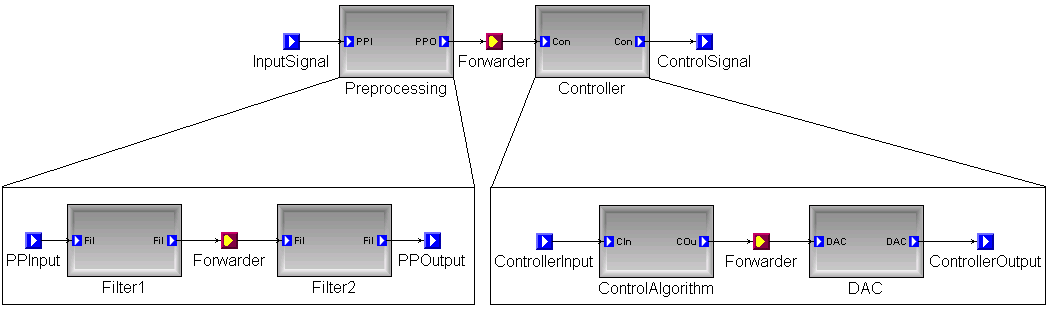 PPI PPO Con Con
InputSignal Forwarder ControlSignal
Preprocessing Controller
Fil Fil Fil Fil
PPInput Forwarder PPOutput
Filter1 Filter2
CIn COu DAC DAC
ControllerInput Forwarder ControllerOutput
ControlAlgorithm DAC